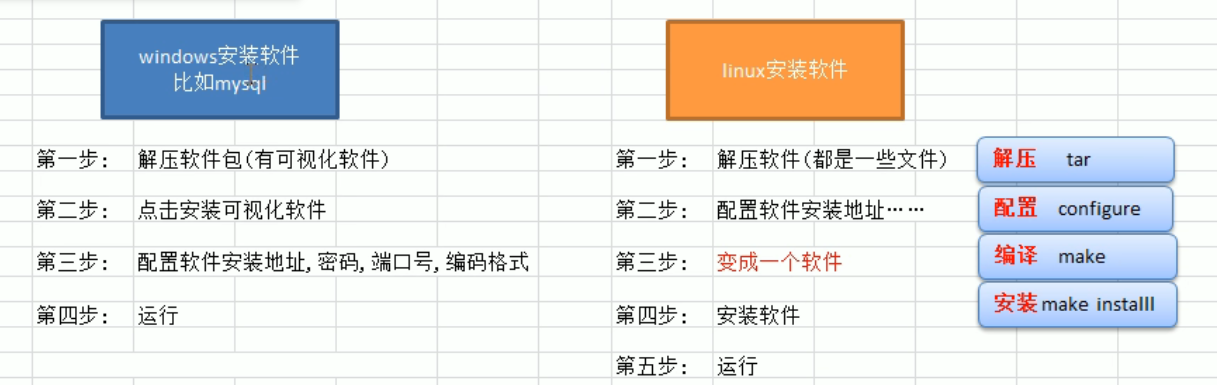 windows安装软件
比如mysql
linux安装软件
第一步: 解压软件包(有可视化软件)
第二步: 点击安装可视化软件
第三步: 配置软件安装地址,密码,端口号,编码格式
第四步: 运行
第一步: 解压软件(都是一些文件)
第二步: 配置软件安装地址……
第三步: 变成一个软件
第四步: 安装软件
第五步: 运行
解压 tar
配置 configure
编译 make
安装 make installl